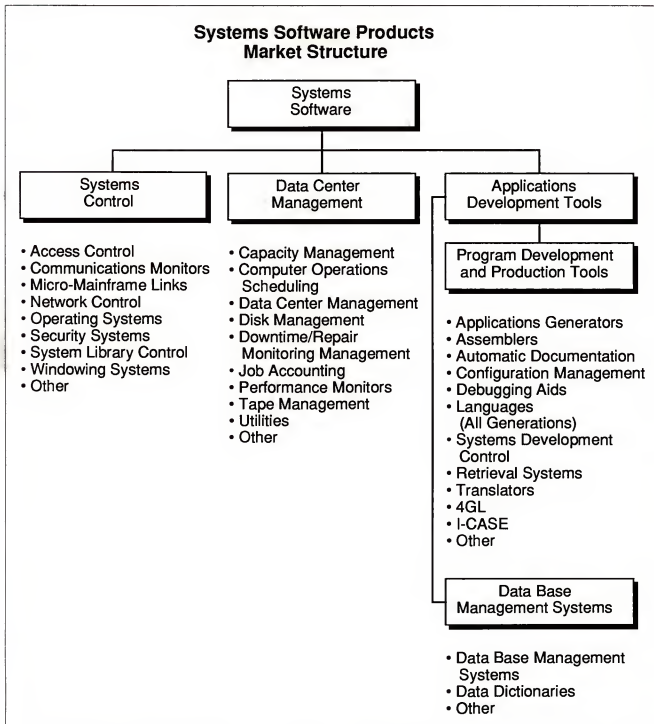 Systems Software Products
Market Structure
Systems
Software
Systems
Control
• Access Control
• Communications Monitors
• Micro-Mainframe Links
• Network Control
• Operating Systems
• Security Systems
• System Library Control
• Windowing Systems
• Other
Data Center
Management
• Capacity Management
• Computer Operations
Scheduling
• Data Center Management
• Disk Management
• Downtime/Repair
Monitoring Management
• Job Accounting
• Performance Monitors
• Tape Management
• Utilities
• Other
Applications
Development Tools
Program Development
and Production Tools
• Applications Generators
• Assemblers
• Automatic Documentation
• Configuration Management
• Debugging Aids
• Languages
(All Generations)
• Systems Development
Control
• Retrieval Systems
• Translators
• 4GL
• I-CASE
• Other
Data Base
Management Systems
• Data Base Management
Systems
• Data Dictionaries
• Other